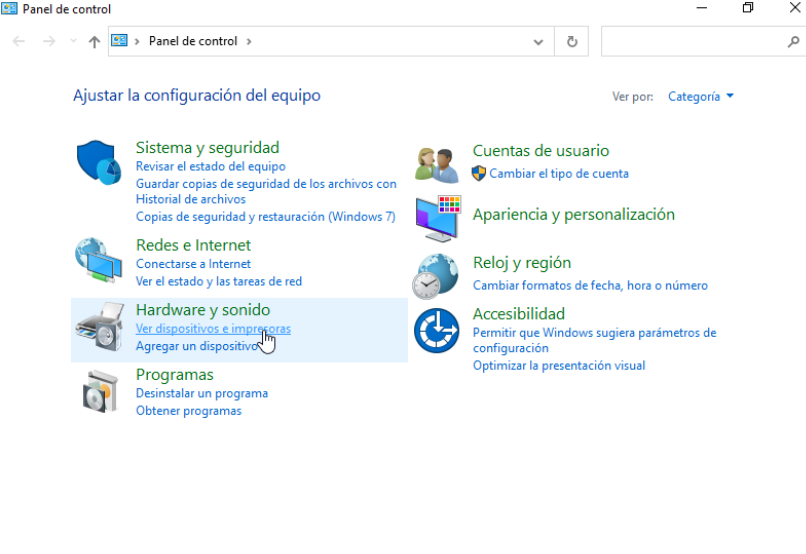 Panel de control
Panel de control
Ajustar la configuración del equipo
Ver por: Categoría
Sistema y seguridad
Revisar el estado del equipo
Guardar copias de seguridad de los archivos con
Historial de archivos
Copias de seguridad y restauración (Windows 7)
Redes e Internet
Conectarse a Internet
Ver el estado y las tareas de red
Hardware y sonido
Ver dispositivos e impresoras
Agregar un dispositivo
Programas
Desinstalar un programa
Obtener programas
Cuentas de usuario
Cambiar el tipo de cuenta
Apariencia y personalización
Reloj y región
Cambiar formatos de fecha, hora o número
Accesibilidad
Permitir que Windows sugiera parámetros de
configuración
Optimizar la presentación visual